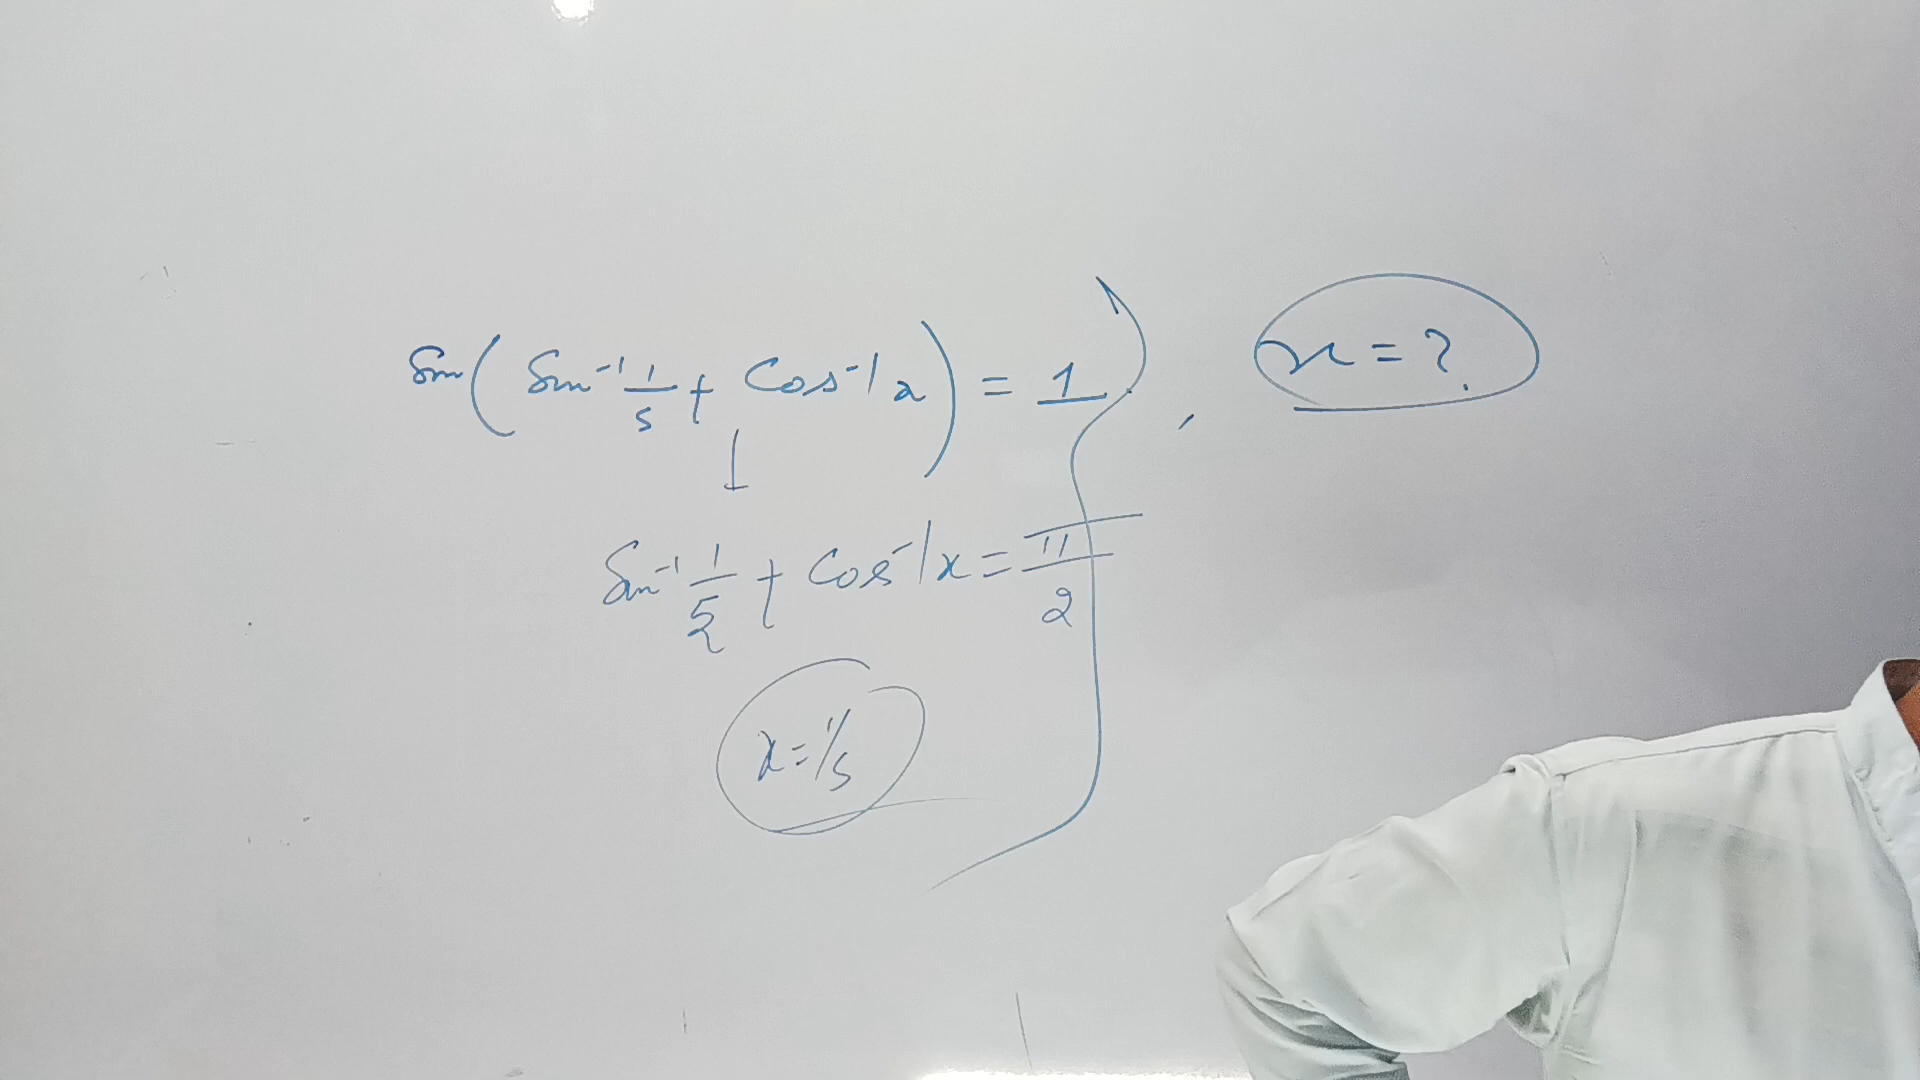 Sin(Sin⁻¹ 1/5 + Cos⁻¹ x) = 1, x = ?
Sin⁻¹ 1/5 + Cos⁻¹ x = π/2
x = 1/5